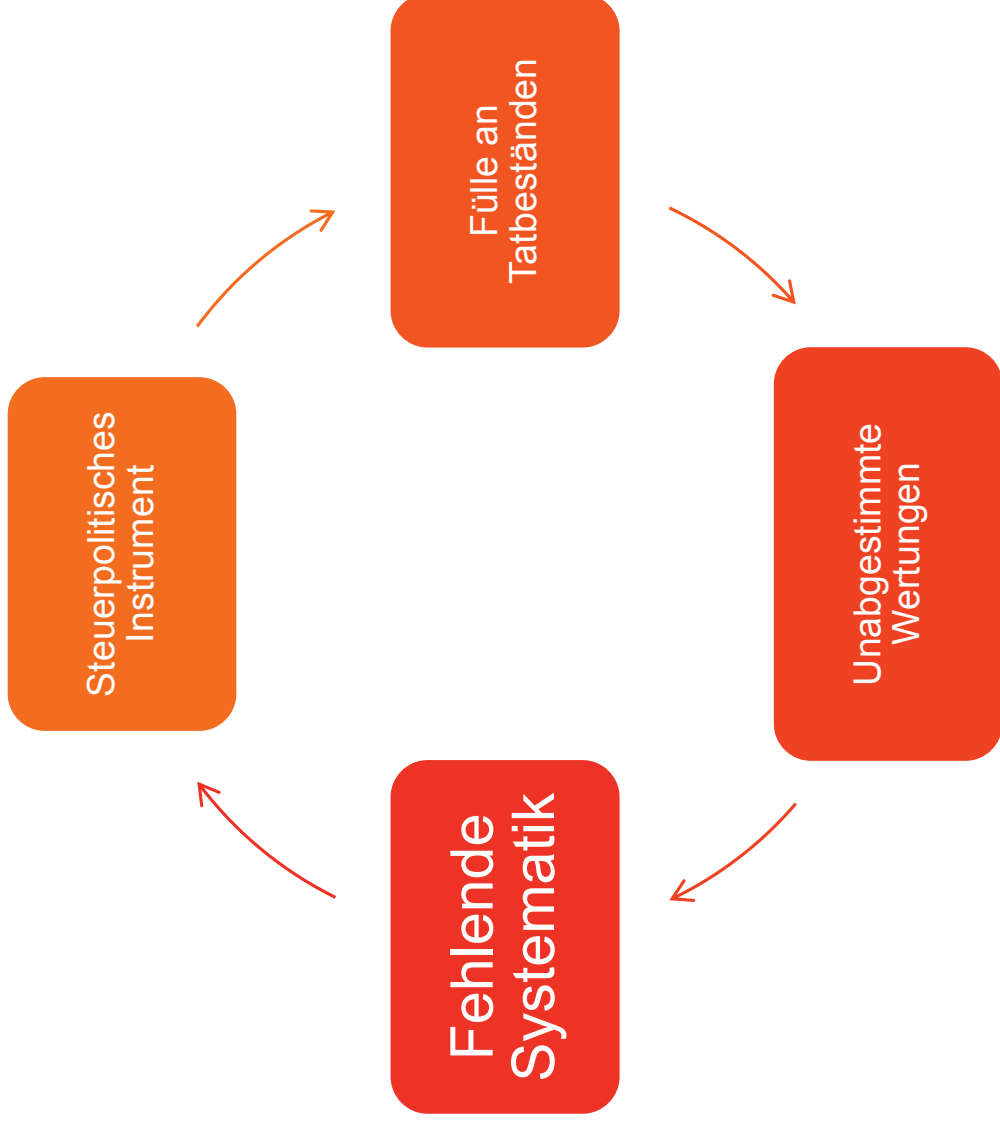 Steuerpolitisches
Instrument
Fülle an
Tatbeständen
Unabgestimmte
Wertungen
Fehlende
Systematik